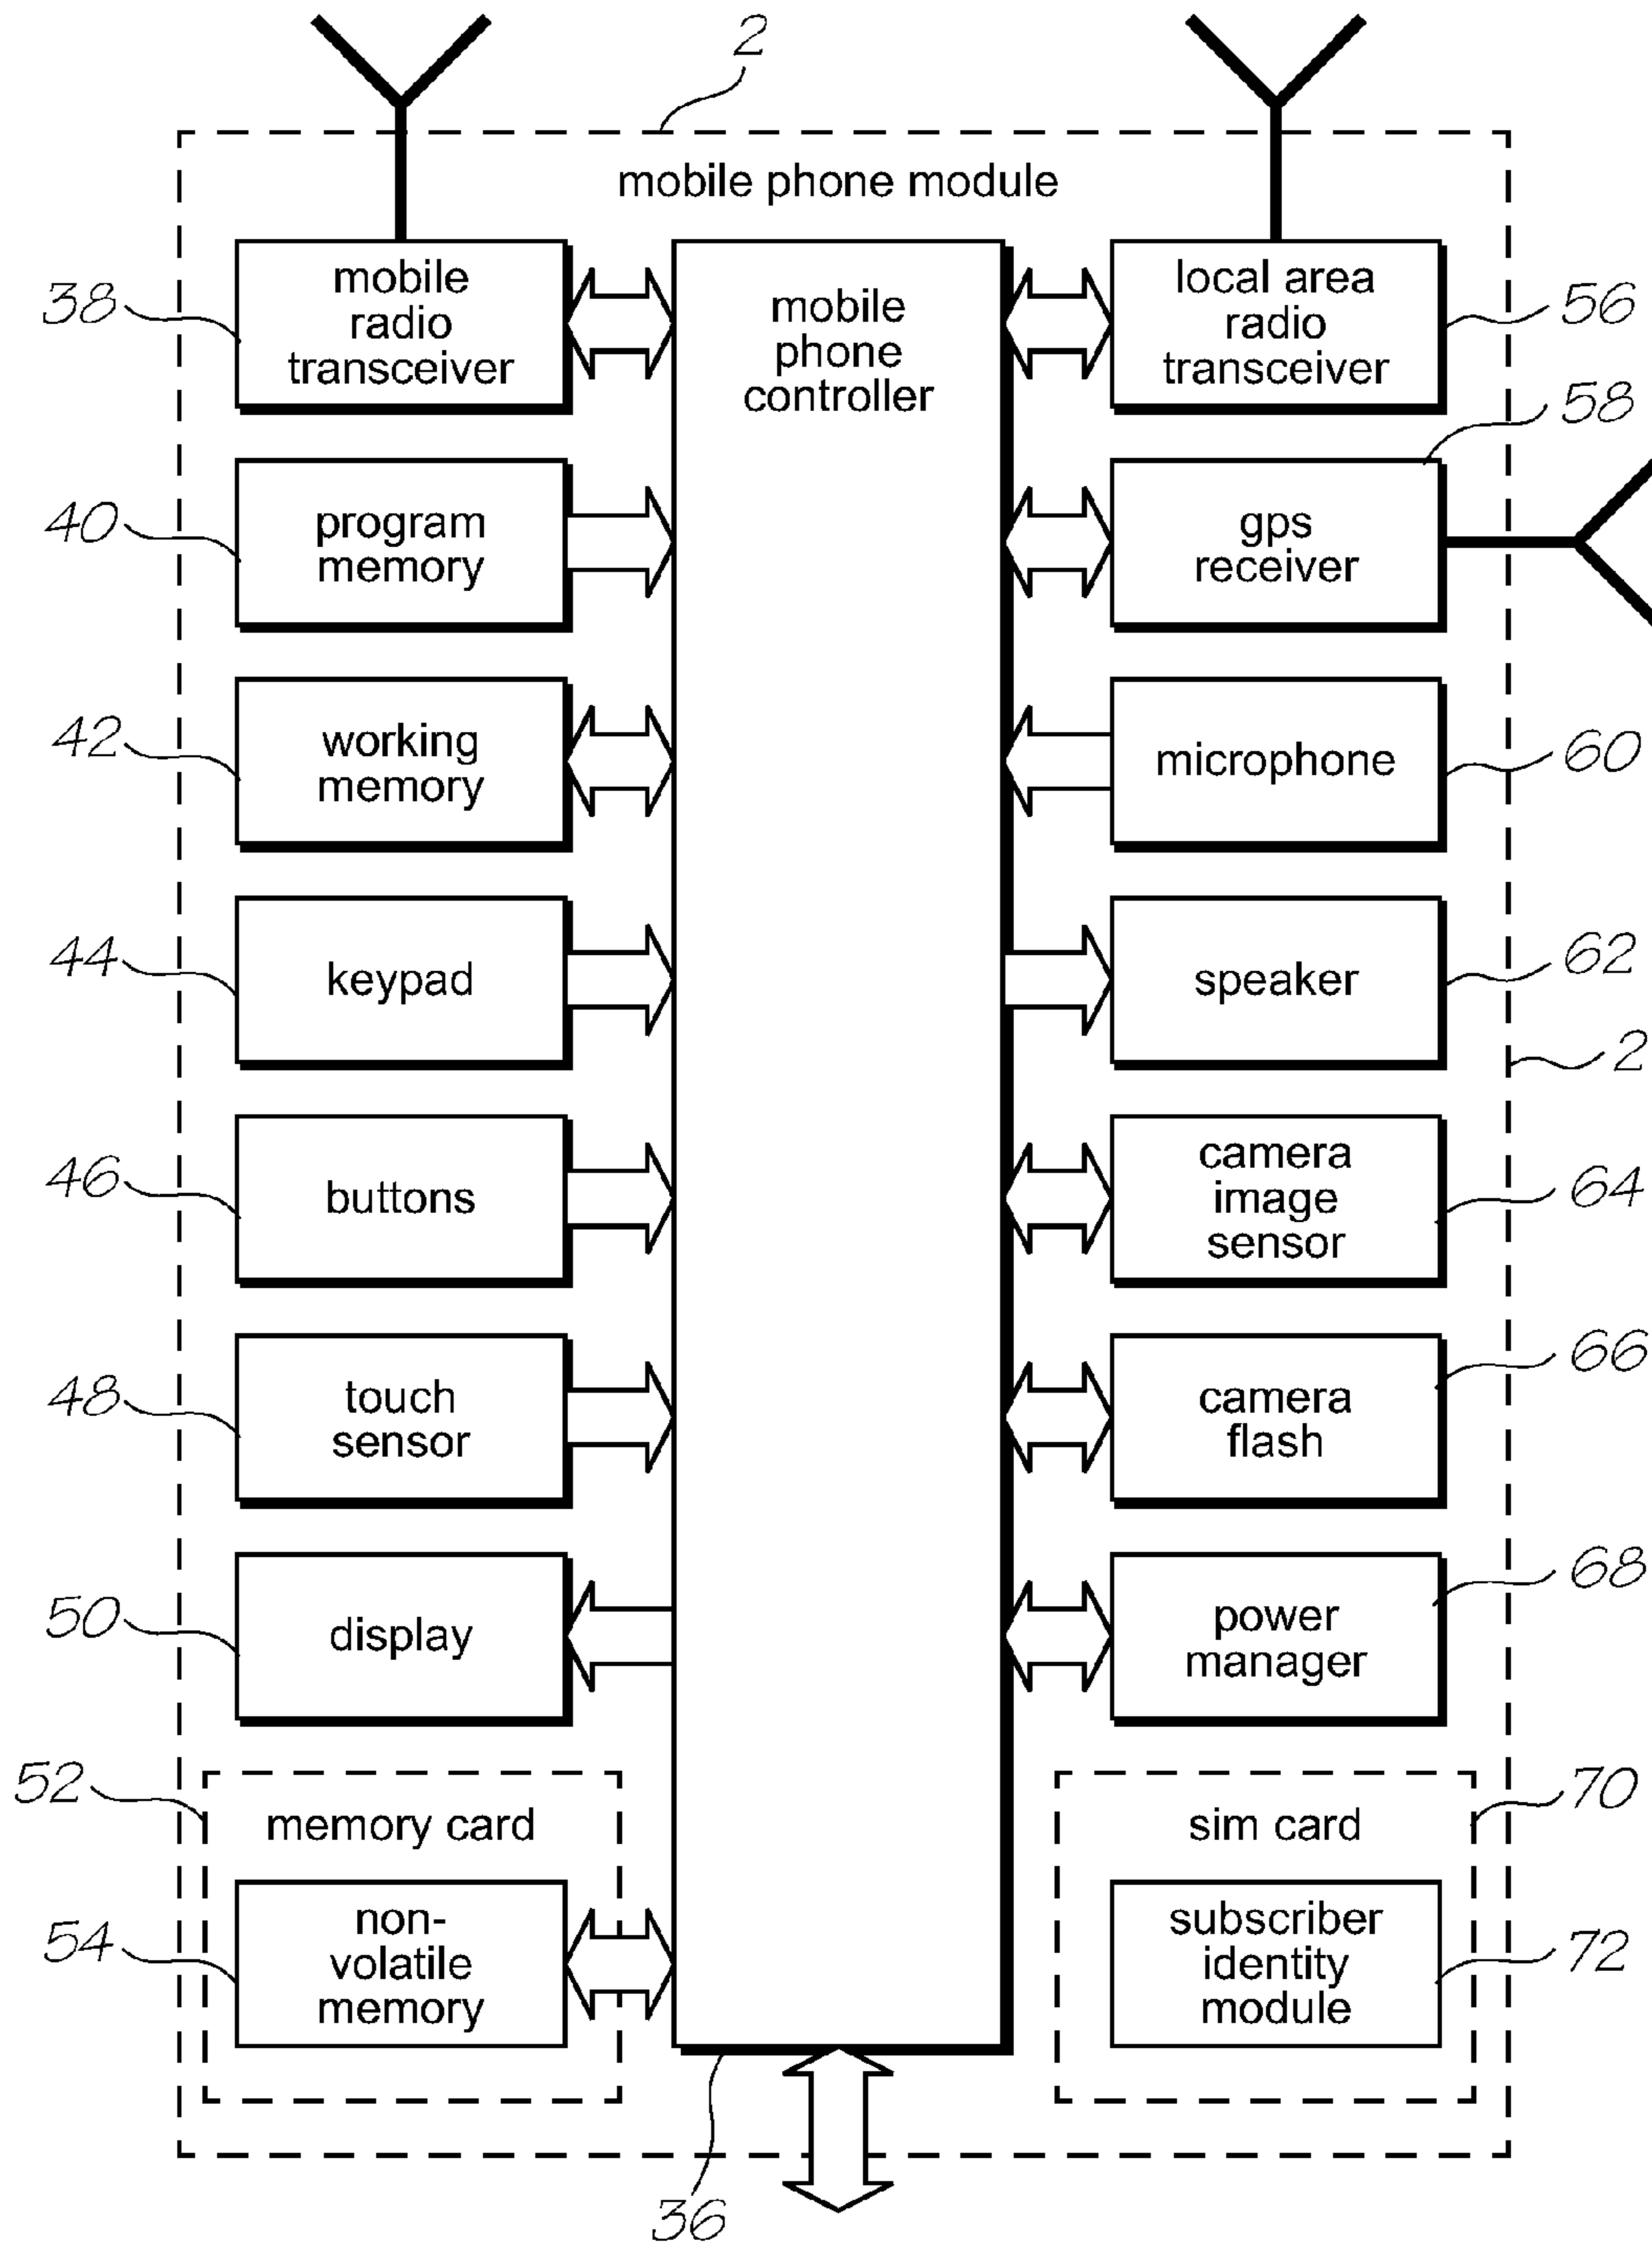 2
mobile phone module
38
mobile
radio
transceiver
mobile
phone
controller
local area
radio
transceiver
56
58
40
program
memory
gps
receiver
42
working
memory
microphone
60
44
keypad
speaker
62
2
46
buttons
camera
image
sensor
64
48
touch
sensor
camera
flash
66
50
display
power
manager
68
52
memory card
sim card
70
54
non-
volatile
memory
subscriber
identity
module
72
36